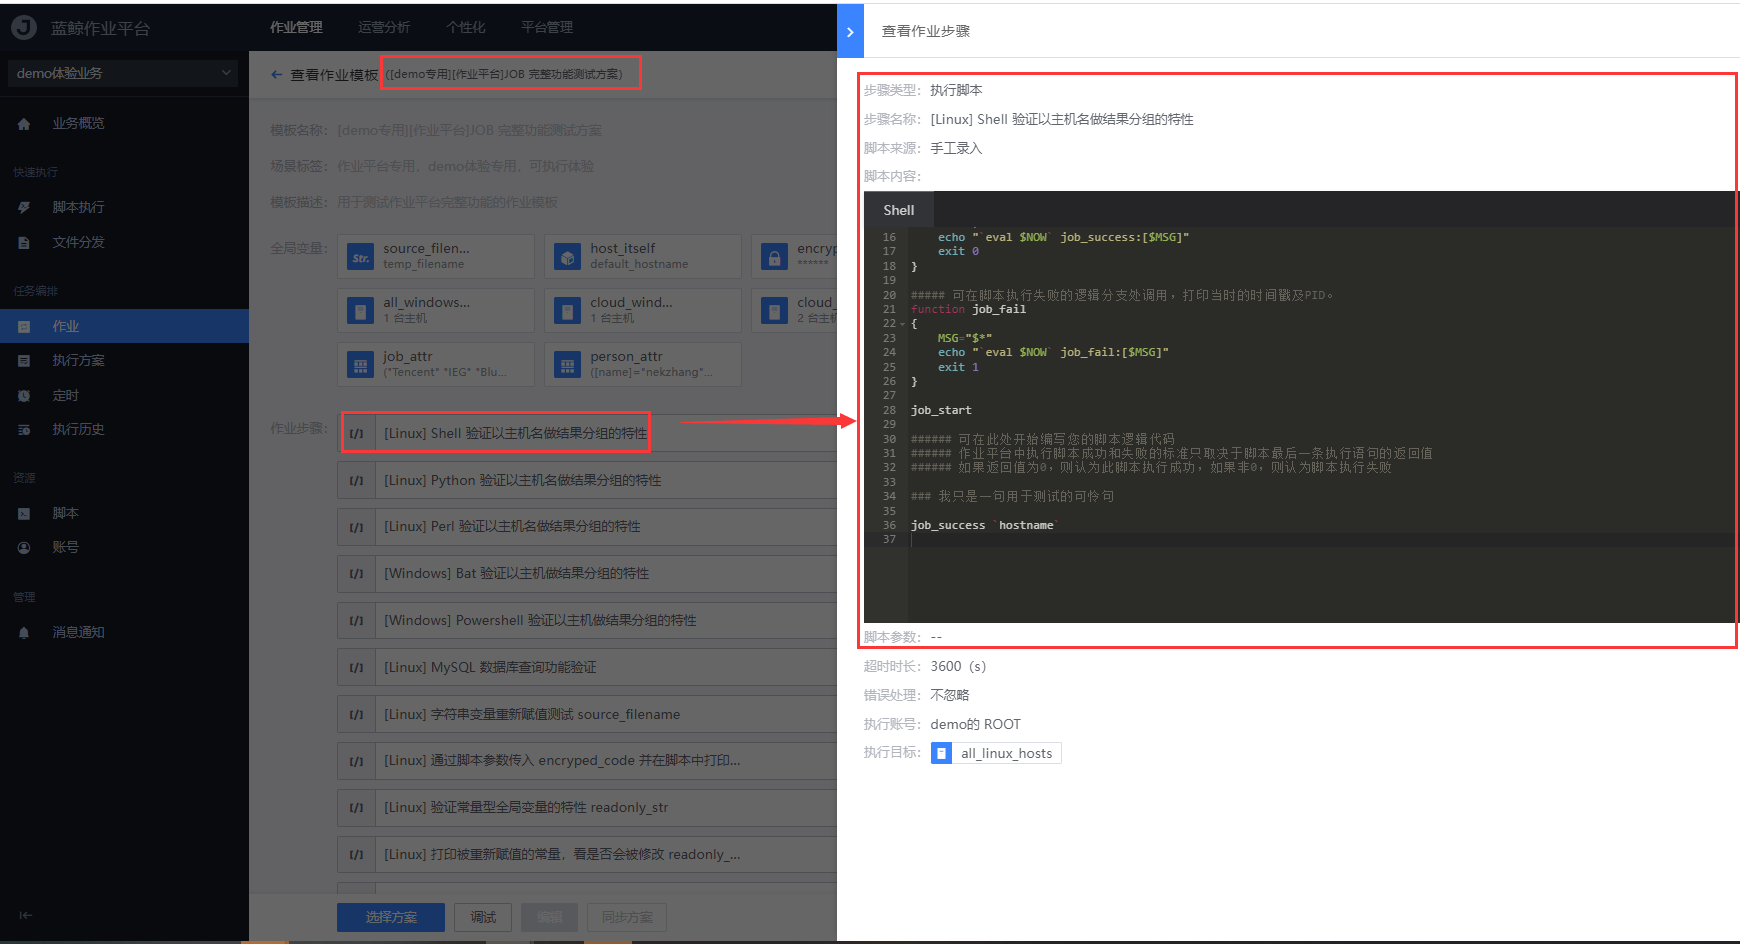 蓝鲸作业平台
作业管理 运营分析 个性化 平台管理
demo体验业务
业务概览
快速执行
脚本执行
文件分发
任务编排
作业
执行方案
定时
执行历史
资源
脚本
账号
管理
消息通知
查看作业模板 ([demo专用][作业平台]JOB 完整功能测试方案)
模板名称： [demo专用][作业平台]JOB 完整功能测试方案
场景标签： 作业平台专用，demo体验专用，可执行体验
模板描述： 用于测试作业平台完整功能的作业模板
全局变量：
Str. source_filen...
temp_filename
host_itself
default_hostname
encryp
******
all_windows...
1 台主机
cloud_wind...
1 台主机
cloud_
2 台主机
job_attr
("Tencent" "IEG" "Blu...
person_attr
([name]="nekzhang"...
作业步骤：
[/] [Linux] Shell 验证以主机名做结果分组的特性
[/] [Linux] Python 验证以主机名做结果分组的特性
[/] [Linux] Perl 验证以主机名做结果分组的特性
[/] [Windows] Bat 验证以主机做结果分组的特性
[/] [Windows] Powershell 验证以主机做结果分组的特性
[/] [Linux] MySQL 数据库查询功能验证
[/] [Linux] 字符串变量重新赋值测试 source_filename
[/] [Linux] 通过脚本参数传入 encryped_code 并在脚本中打印...
[/] [Linux] 验证常量型全局变量的特性 readonly_str
[/] [Linux] 打印被重新赋值的常量，看是否会被修改 readonly_...
选择方案 调试 编辑 同步方案
查看作业步骤
步骤类型： 执行脚本
步骤名称： [Linux] Shell 验证以主机名做结果分组的特性
脚本来源： 手工录入
脚本内容：
Shell
16 echo "`eval $NOW` job_success:[$MSG]"
17 exit 0
18 }
19
20 ##### 可在脚本执行失败的逻辑分支处调用，打印当时的时间戳及PID。
21 function job_fail
22 {
23 MSG="$*"
24 echo "`eval $NOW` job_fail:[$MSG]"
25 exit 1
26 }
27
28 job_start
29
30 ###### 可在此处开始编写您的脚本逻辑代码
31 ###### 作业平台中执行脚本成功和失败的标准只取决于脚本最后一条执行语句的返回值
32 ###### 如果返回值为0，则认为此脚本执行成功，如果非0，则认为脚本执行失败
33
34 ### 我只是一句用于测试的可怜句
35
36 job_success `hostname`
37
脚本参数： --
超时时长： 3600（s）
错误处理： 不忽略
执行账号： demo的 ROOT
执行目标： all_linux_hosts